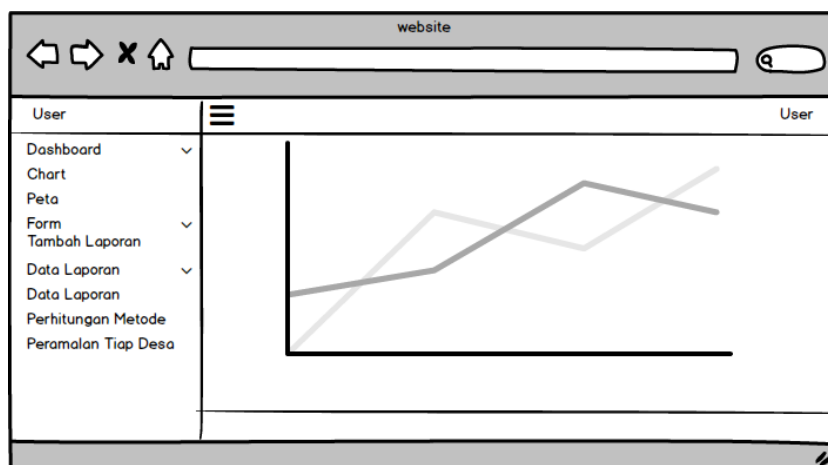 website
User
User
Dashboard
Chart
Peta
Form
Tambah Laporan
Data Laporan
Data Laporan
Perhitungan Metode
Peramalan Tiap Desa